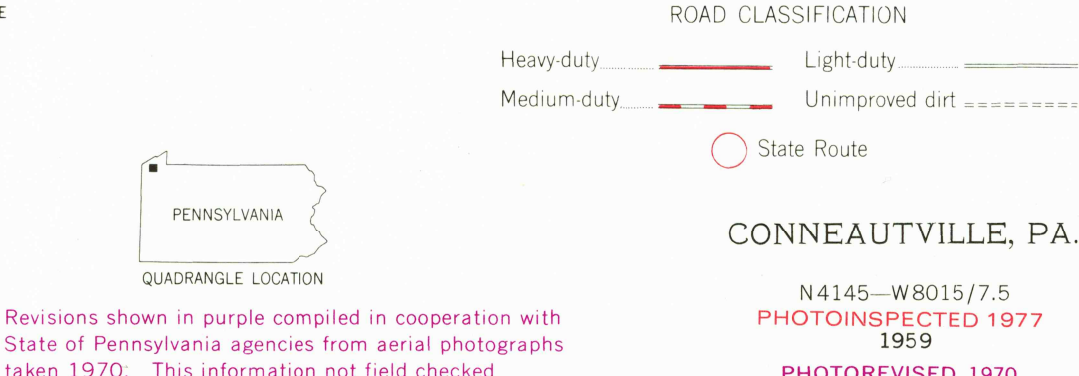 E
ROAD CLASSIFICATION
Heavy-duty Light-duty
Medium-duty Unimproved dirt
State Route
PENNSYLVANIA
QUADRANGLE LOCATION
CONNEAUTVILLE, PA.
N4145—W8015/7.5
PHOTOINSPECTED 1977
1959
PHOTOREVISED 1970
Revisions shown in purple compiled in cooperation with
State of Pennsylvania agencies from aerial photographs
taken 1970. This information not field checked